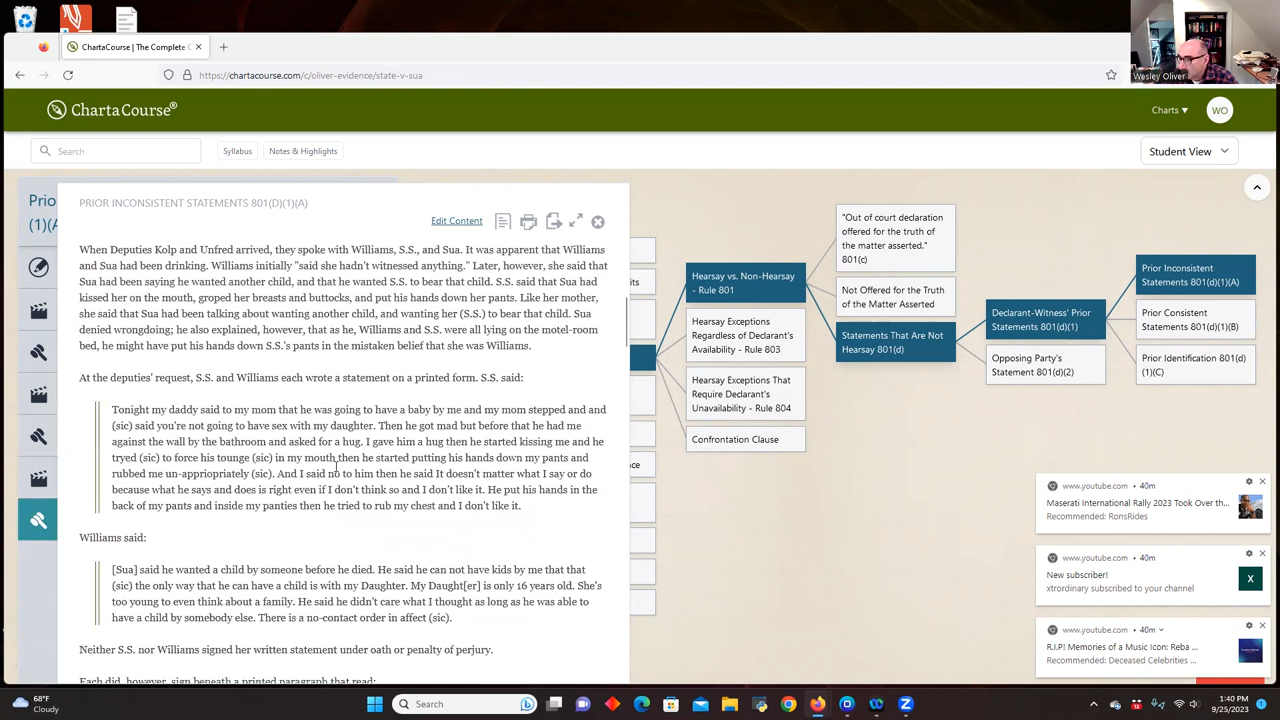 ChartaCourse | The Complete C
https://chartacourse.com/c/oliver-evidence/state-v-sua
Wesley Oliver
ChartaCourse®
Charts
WO
Search
Syllabus
Notes & Highlights
Student View
Prio
(1)(A
PRIOR INCONSISTENT STATEMENTS 801(D)(1)(A)
Edit Content
When Deputies Kolp and Unfred arrived, they spoke with Williams, S.S., and Sua. It was apparent that Williams
and Sua had been drinking. Williams initially "said she hadn't witnessed anything." Later, however, she said that
Sua had been saying he wanted another child, and that he wanted S.S. to bear that child. S.S. said that Sua had
kissed her on the mouth, groped her breasts and buttocks, and put his hands down her pants. Like her mother,
she said that Sua had been talking about wanting another child, and wanting her (S.S.) to bear that child. Sua
denied wrongdoing; he also explained, however, that as he, Williams and S.S. were all lying on the motel-room
bed, he might have put his hands down S.S.'s pants in the mistaken belief that she was Williams.
At the deputies' request, S.S. and Williams each wrote a statement on a printed form. S.S. said:
Tonight my daddy said to my mom that he was going to have a baby by me and my mom stepped and and
(sic) said you're not going to have sex with my daughter. Then he got mad but before that he had me
against the wall by the bathroom and asked for a hug. I gave him a hug then he started kissing me and he
tryed (sic) to force his tounge (sic) in my mouth then he started putting his hands down my pants and
rubbed me un-appriopriately (sic). And I said no to him then he said It doesn't matter what I say or do
because what he says and does is right even if I don't think so and I don't like it. He put his hands in the
back of my pants and inside my panties then he tried to rub my chest and I don't like it.
Williams said:
[Sua] said he wanted a child by someone before he died. He said he can not have kids by me that that
(sic) the only way that he can have a child is with my Daughter. My Daught[er] is only 16 years old. She's
too young to even think about a family. He said he didn't care what I thought as long as he was able to
have a child by somebody else. There is a no-contact order in affect (sic).
Neither S.S. nor Williams signed her written statement under oath or penalty of perjury.
Each did, however, sign beneath a printed paragraph that read:
its
nce
Hearsay vs. Non-Hearsay
- Rule 801
Hearsay Exceptions
Regardless of Declarant's
Availability - Rule 803
Hearsay Exceptions That
Require Declarant's
Unavailability - Rule 804
Confrontation Clause
"Out of court declaration
offered for the truth of
the matter asserted."
801(c)
Not Offered for the Truth
of the Matter Asserted
Statements That Are Not
Hearsay 801(d)
Declarant-Witness' Prior
Statements 801(d)(1)
Opposing Party's
Statement 801(d)(2)
Prior Inconsistent
Statements 801(d)(1)(A)
Prior Consistent
Statements 801(d)(1)(B)
Prior Identification 801(d)
(1)(C)
www.youtube.com • 40m
Maserati International Rally 2023 Took Over th...
Recommended: RonsRides
www.youtube.com • 40m
New subscriber!
xtrordinary subscribed to your channel
X
www.youtube.com • 40m
R.I.P! Memories of a Music Icon: Reba ...
Recommended: Deceased Celebrities ...
68°F
Cloudy
Search
1:40 PM
9/25/2023